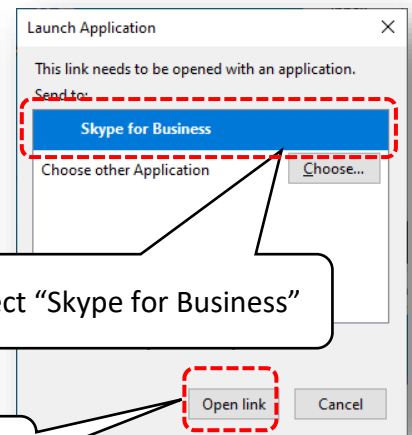 Launch Application
This link needs to be opened with an application.
Send to:
Skype for Business
Choose other Application
Choose...
"Skype for Business"
Open link
Cancel